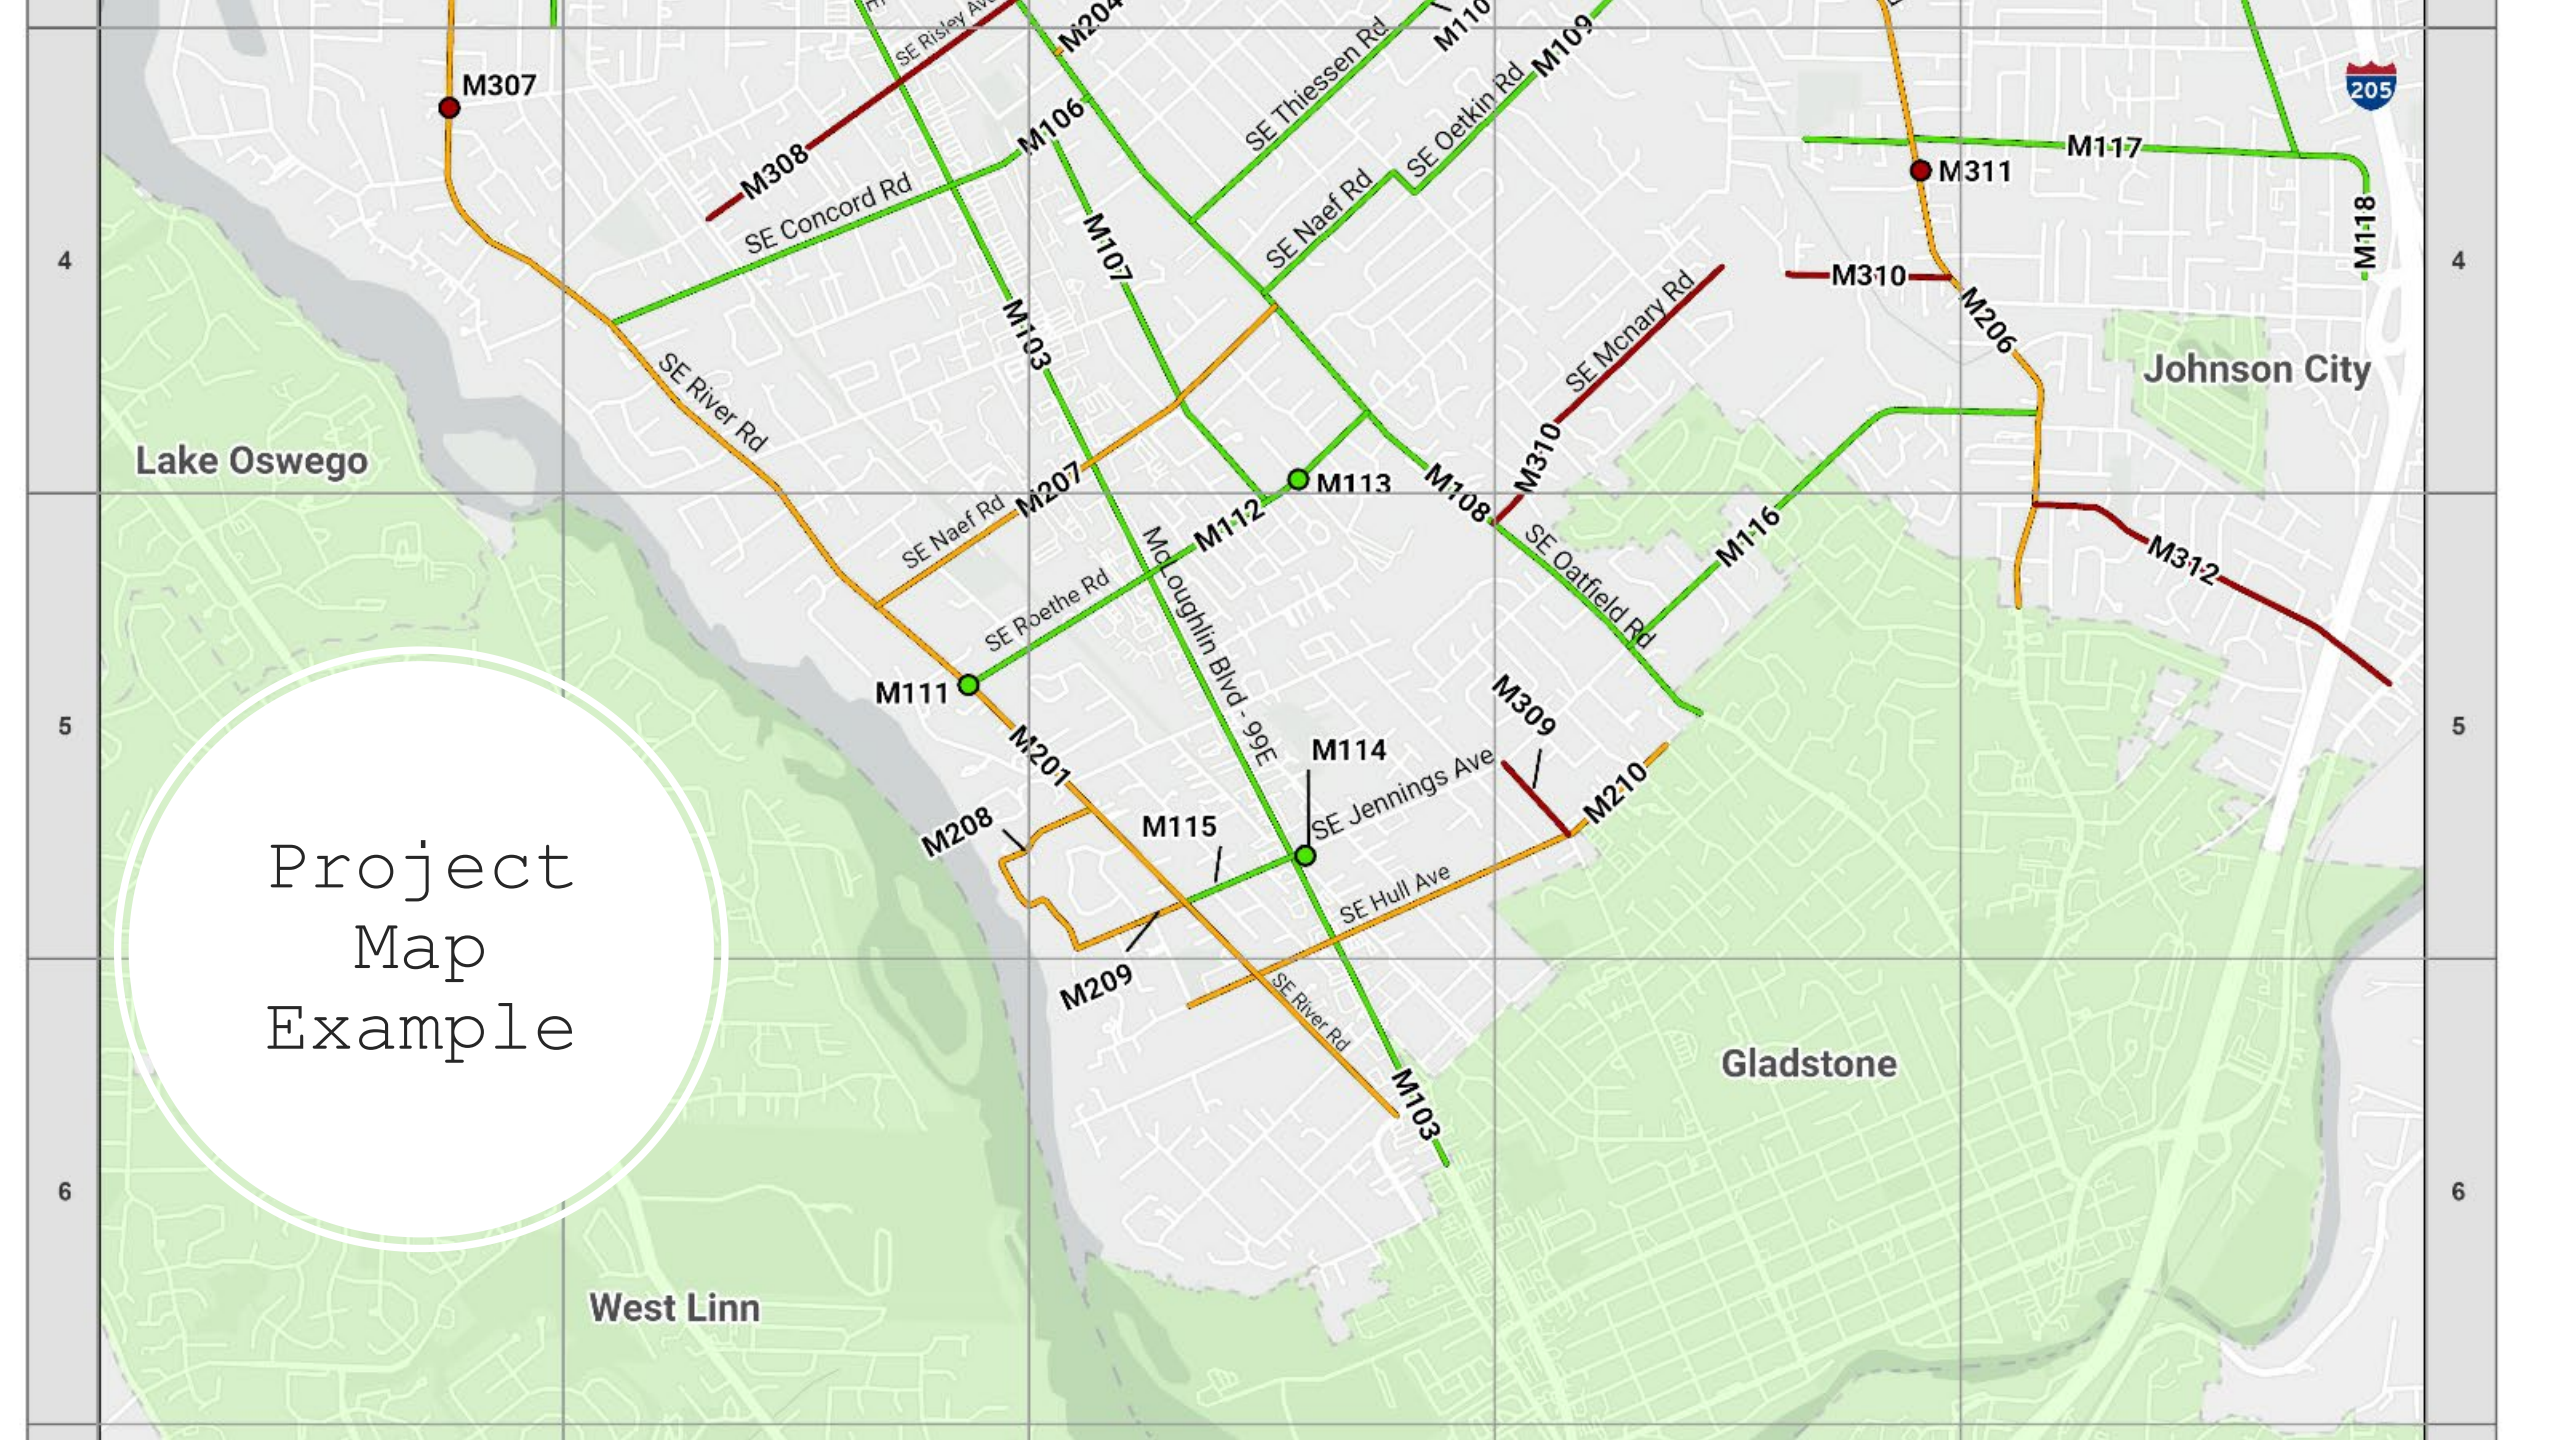 SE Risley Av
M204
M110
M109
M307
205
SE Thiessen Rd
SE Oetkin Rd
M106
M117
M308
M311
SE Concord Rd
SE Naef Rd
M118
M107
4
4
M310
M103
SE Mcnary Rd
M206
Johnson City
SE River Rd
Lake Oswego
M310
M207
M113
M108
SE Naef Rd
M112
M116
SE Oatfield Rd
M312
SE Roethe Rd
McLoughlin Blvd - 99E
M111
M309
5
5
M201
M114
SE Jennings Ave
M210
M208
M115
SE Hull Ave
Project
Map
Example
M209
SE River Rd
Gladstone
M103
6
6
West Linn